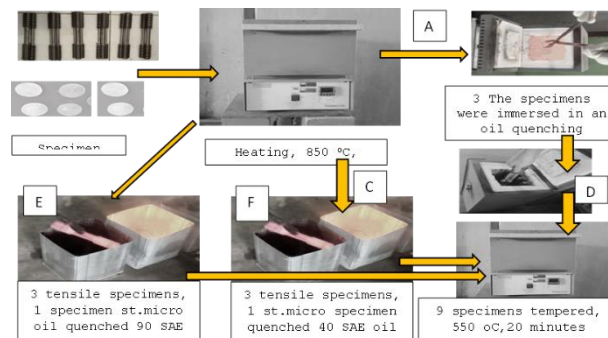 A
3 The specimens
were immersed in an
oil quenching
Specimen
Heating, 850 ºC,
E
F
C
D
3 tensile specimens,
1 specimen st.micro
oil quenched 90 SAE
3 tensile specimens,
1 st.micro specimen
quenched 40 SAE oil
9 specimens tempered,
550 oC,20 minutes